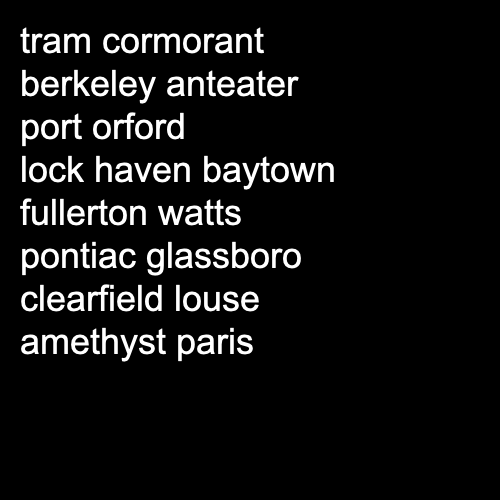 tram cormorant
berkeley anteater
port orford
lock haven baytown
fullerton watts
pontiac glassboro
clearfield louse
amethyst paris